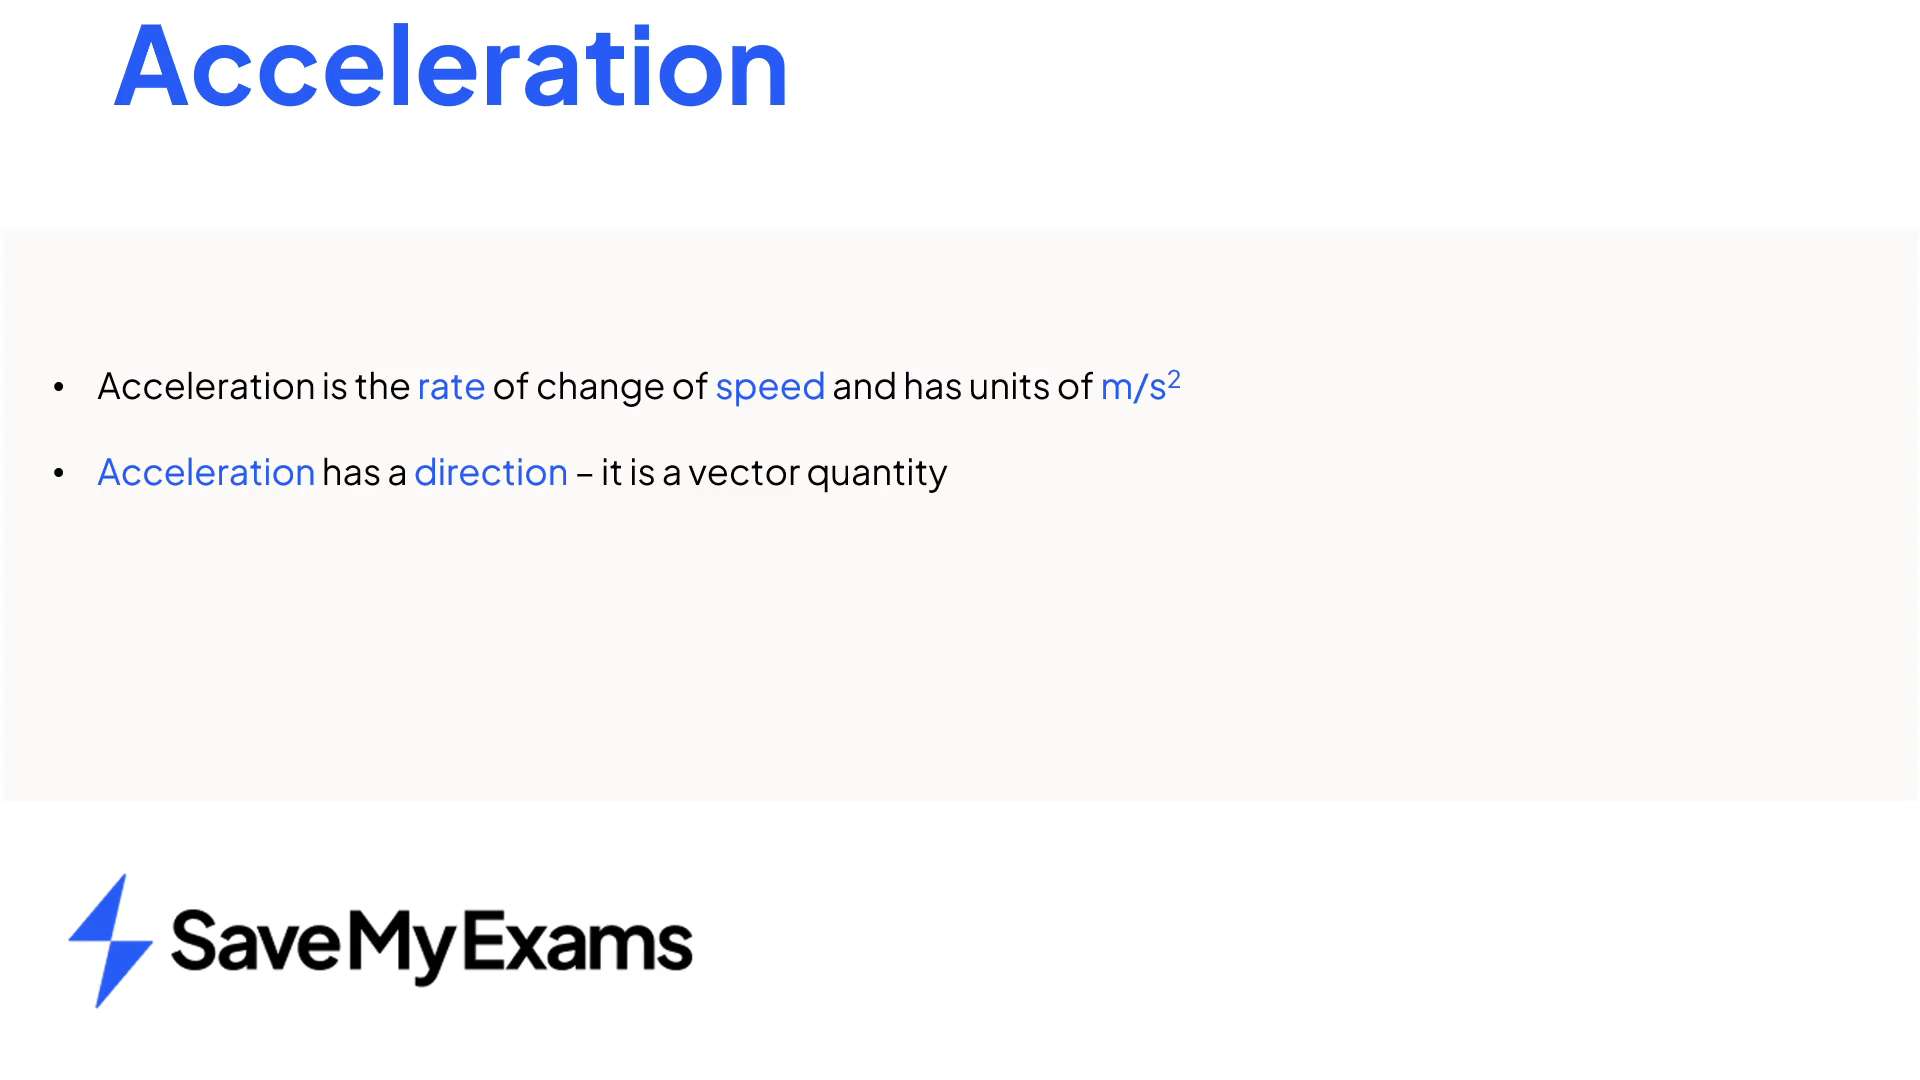 Acceleration
• Acceleration is the rate of change of speed and has units of m/s²
• Acceleration has a direction – it is a vector quantity
SaveMyExams